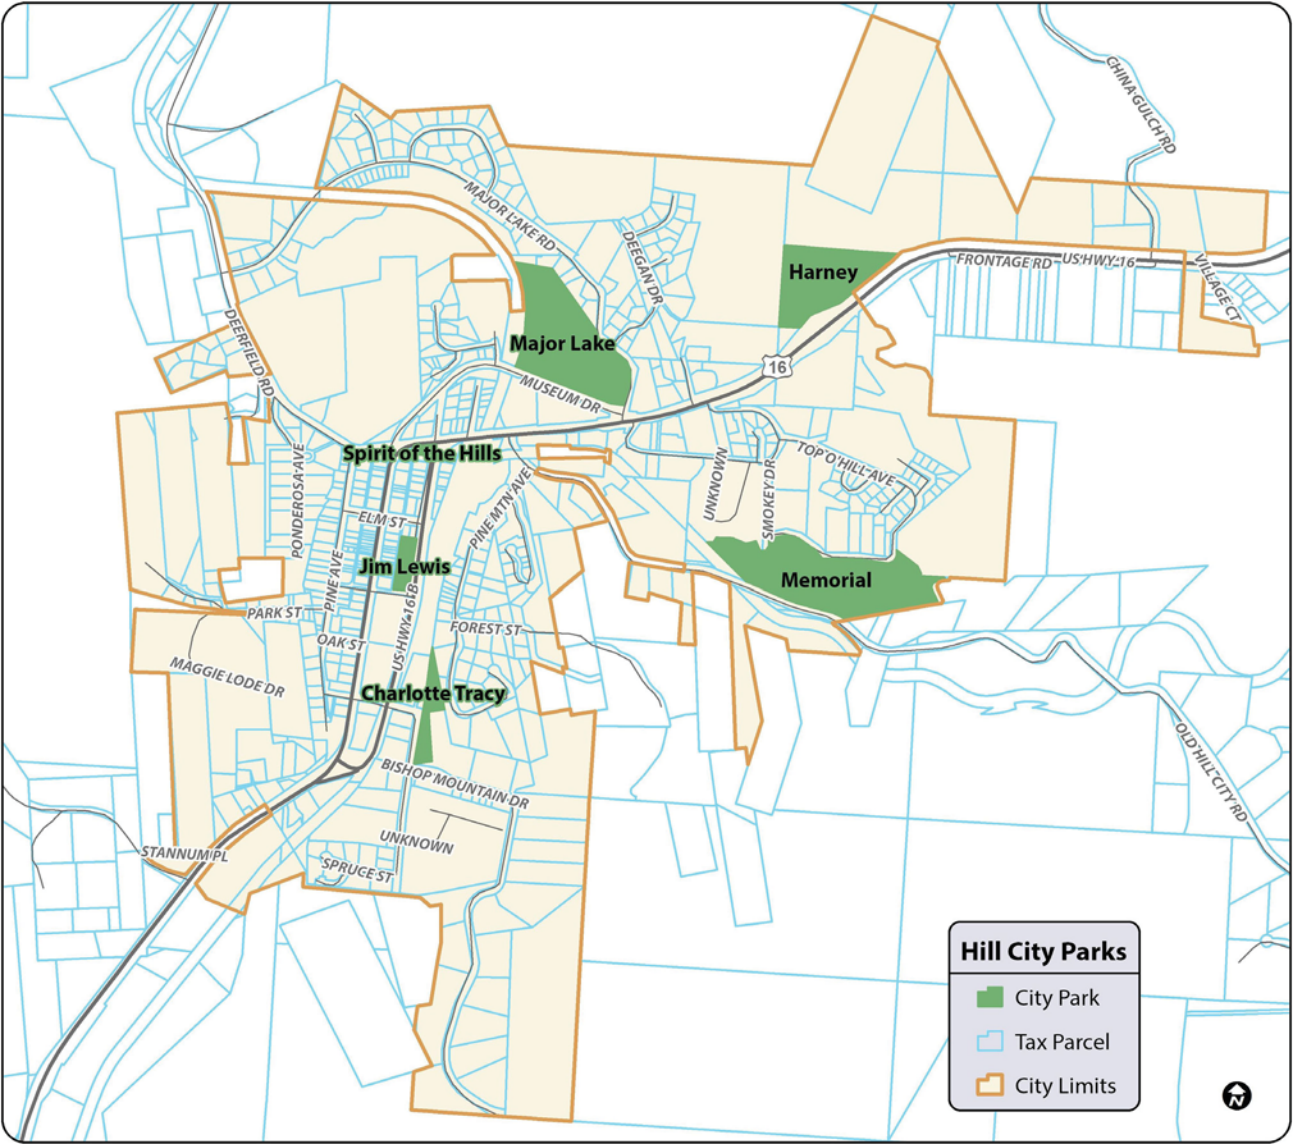 CHINA GULCH RD
MAJOR LAKE RD
DEEGAN DR
Harney
FRONTAGE RD
US HWY 16
VILLAGE CT
DEERFIELD RD
Major Lake
16
MUSEUM DR
Spirit of the Hills
PONDEROSA AVE
UNKNOWN
SMOKEY DR
TOP O HILL AVE
PINE MTN AVE
ELM ST
Jim Lewis
PINE AVE
Memorial
US HWY 16 B
PARK ST
OAK ST
FOREST ST
MAGGIE LODE DR
Charlotte Tracy
OLD HILL CITY RD
BISHOP MOUNTAIN DR
UNKNOWN
STANNUM PL
SPRUCE ST
Hill City Parks
City Park
Tax Parcel
City Limits
N